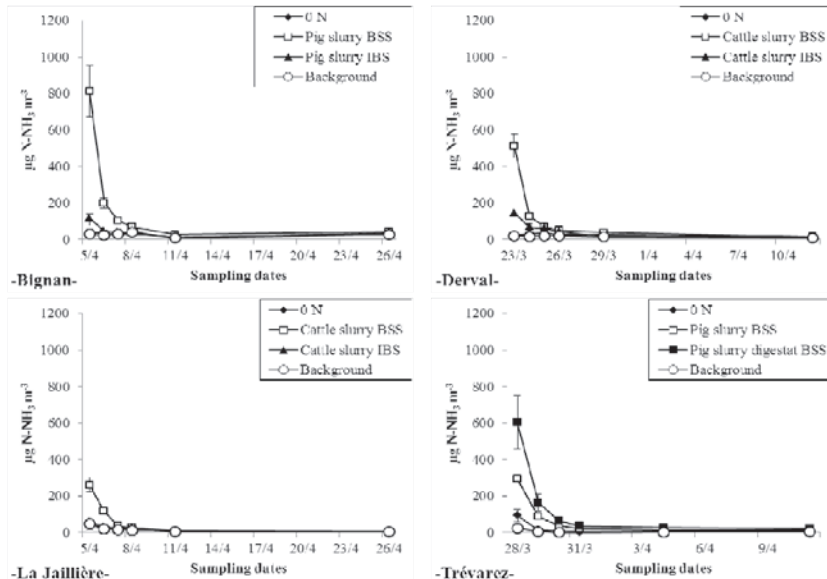 0 N
Pig slurry BSS
Pig slurry IBS
Background
µg N-NH3 m-3
1200
1000
800
600
400
200
0
5/4 8/4 11/4 14/4 17/4 20/4 23/4 26/4
-Bignan-
Sampling dates
0 N
Cattle slurry BSS
Cattle slurry IBS
Background
µg N-NH3 m-3
1200
1000
800
600
400
200
0
23/3 26/3 29/3 1/4 4/4 7/4 10/4
-Derval-
Sampling dates
0 N
Cattle slurry BSS
Cattle slurry IBS
Background
µg N-NH3 m-3
1200
1000
800
600
400
200
0
5/4 8/4 11/4 14/4 17/4 20/4 23/4 26/4
-La Jaillière-
Sampling dates
0 N
Pig slurry BSS
Pig slurry digestat BSS
Background
µg N-NH3 m-3
1200
1000
800
600
400
200
0
28/3 31/3 3/4 6/4 9/4
-Trévarez-
Sampling dates